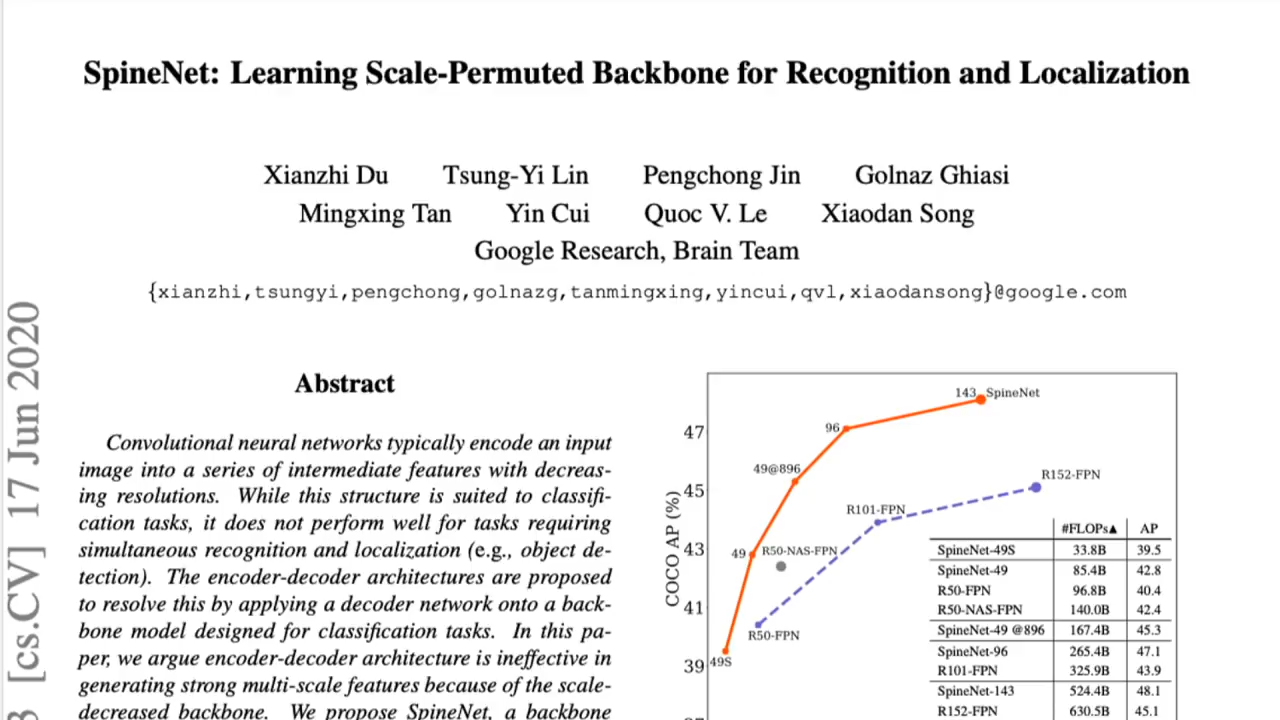 SpineNet: Learning Scale-Permuted Backbone for Recognition and Localization
Xianzhi Du Tsung-Yi Lin Pengchong Jin Golnaz Ghiasi
Mingxing Tan Yin Cui Quoc V. Le Xiaodan Song
Google Research, Brain Team
{xianzhi,tsungyi,pengchong,golnazg,tanmingxing,yincui,qvl,xiaodansong}@google.com
[cs.CV] 17 Jun 2020
Abstract
Convolutional neural networks typically encode an input
image into a series of intermediate features with decreas-
ing resolutions. While this structure is suited to classifi-
cation tasks, it does not perform well for tasks requiring
simultaneous recognition and localization (e.g., object de-
tection). The encoder-decoder architectures are proposed
to resolve this by applying a decoder network onto a back-
bone model designed for classification tasks. In this pa-
per, we argue encoder-decoder architecture is ineffective in
generating strong multi-scale features because of the scale-
decreased backbone. We propose SpineNet, a backbone
COCO AP (%)
47
45
43
41
39
143 SpineNet
96
49@896
49
49S
R152-FPN
R101-FPN
R50-NAS-FPN
R50-FPN
#FLOPs▲ AP
SpineNet-49S 33.8B 39.5
SpineNet-49 85.4B 42.8
R50-FPN 96.8B 40.4
R50-NAS-FPN 140.0B 42.4
SpineNet-49 @896 167.4B 45.3
SpineNet-96 265.4B 47.1
R101-FPN 325.9B 43.9
SpineNet-143 524.4B 48.1
R152-FPN 630.5B 45.1